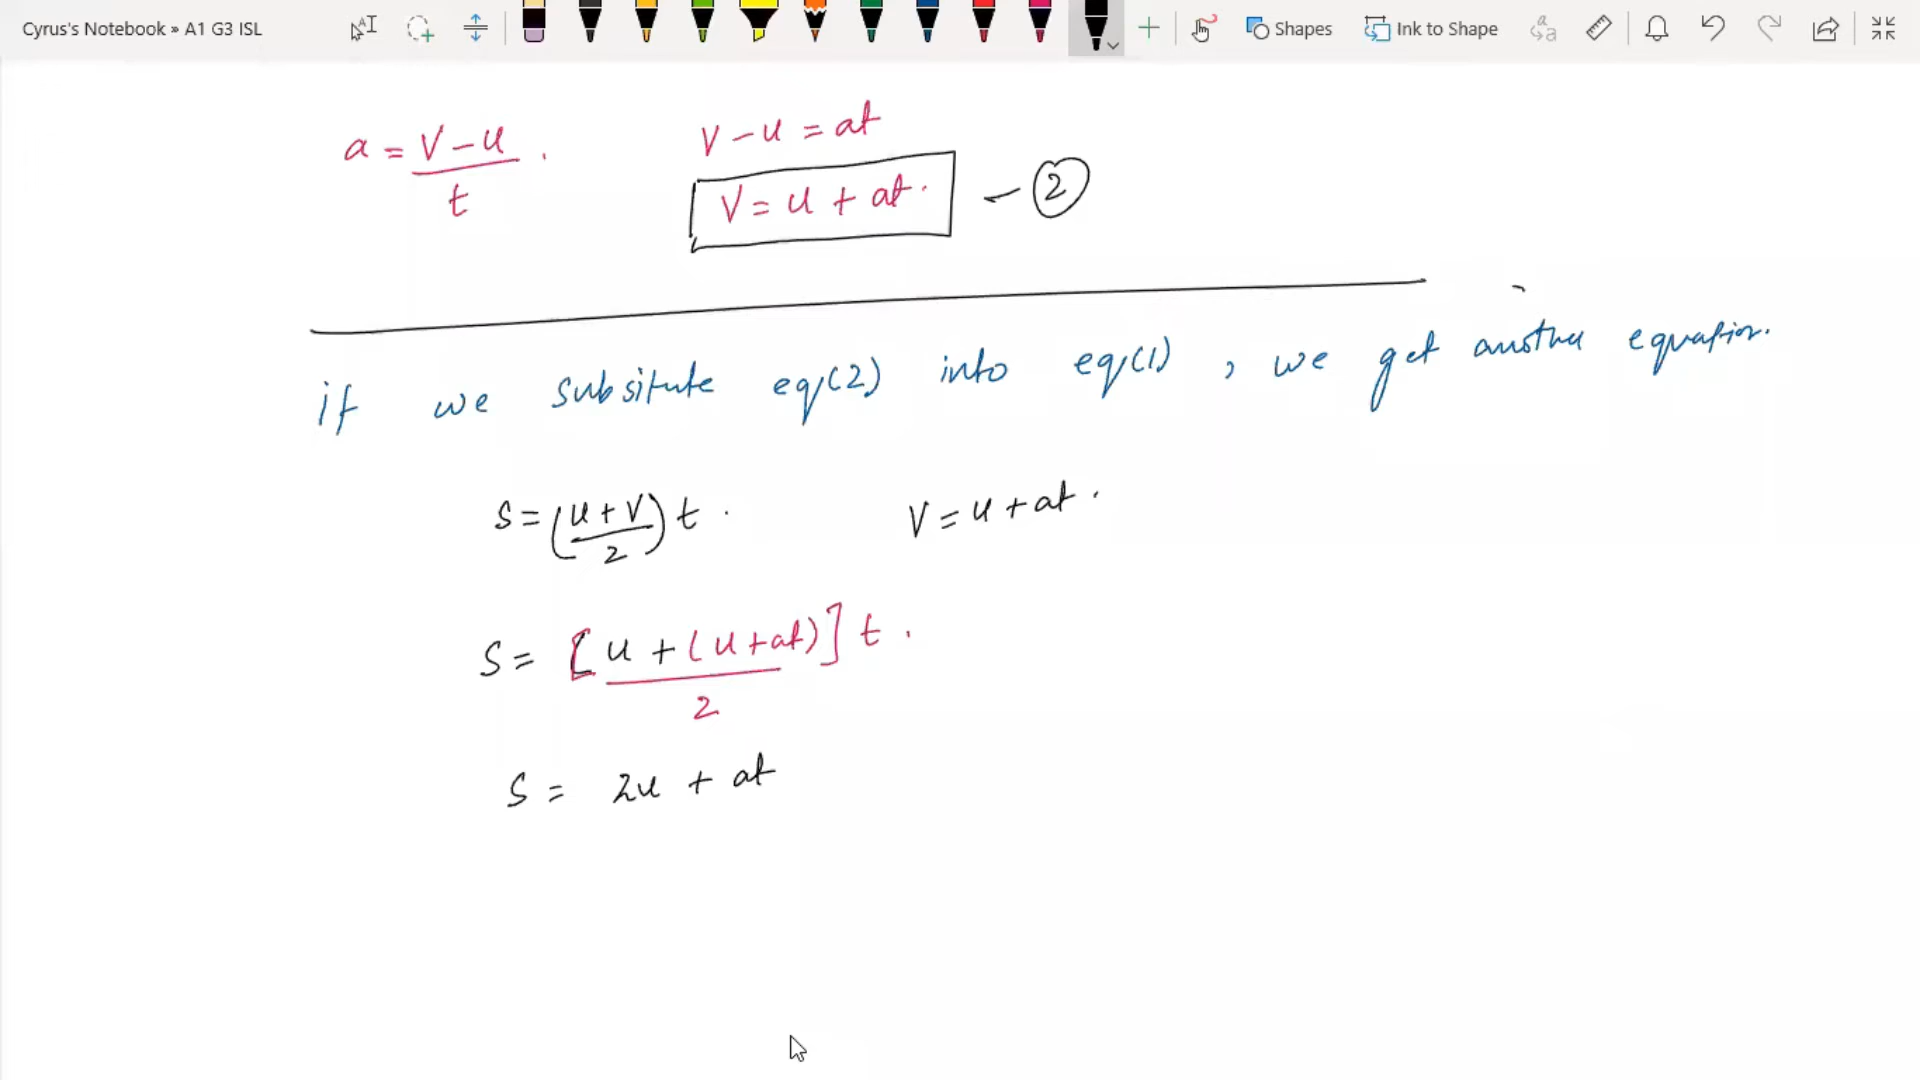 Cyrus's Notebook » A1 G3 ISL
Shapes
Ink to Shape
a = (v - u)/t .
v - u = at
v = u + at . - ②
if we subsitute eq(2) into eq(1) , we get another equation.
s = ((u + v)/2) t .
v = u + at .
s = [u + (u + at)]/2 t .
s = 2u + at